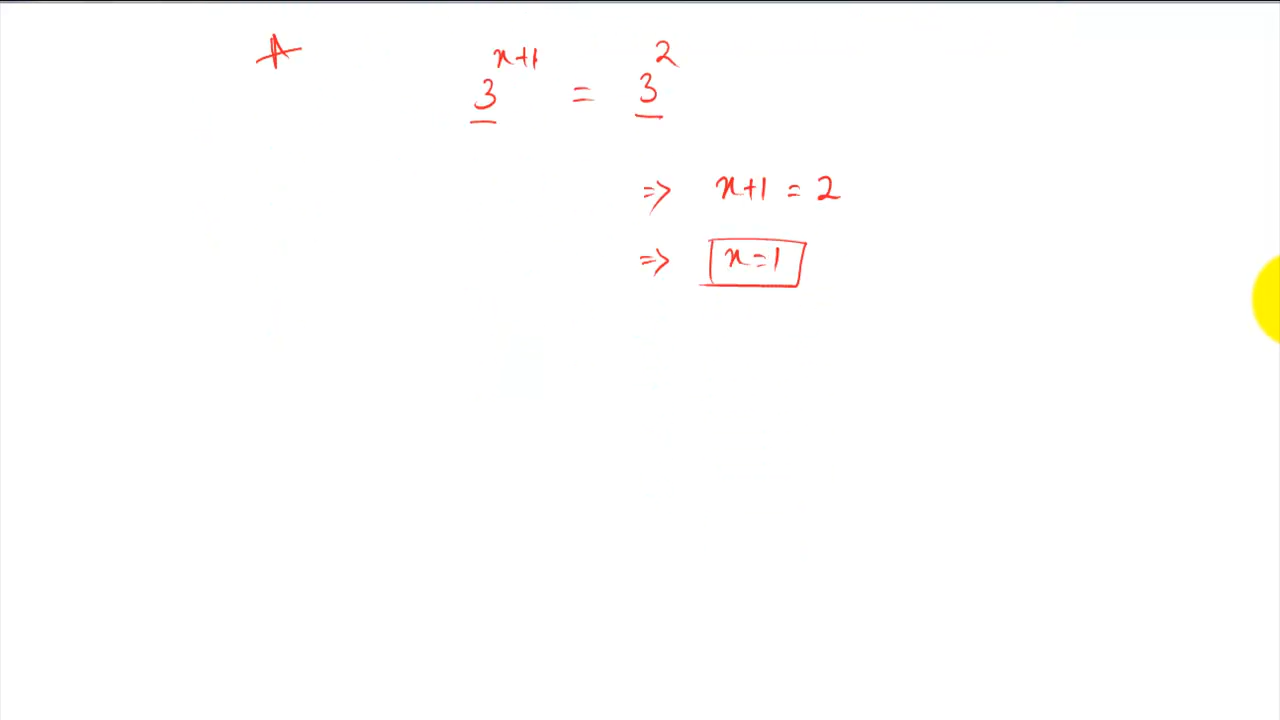 A 3^{x+1} = 3^2
=> x+1 = 2
=> x=1